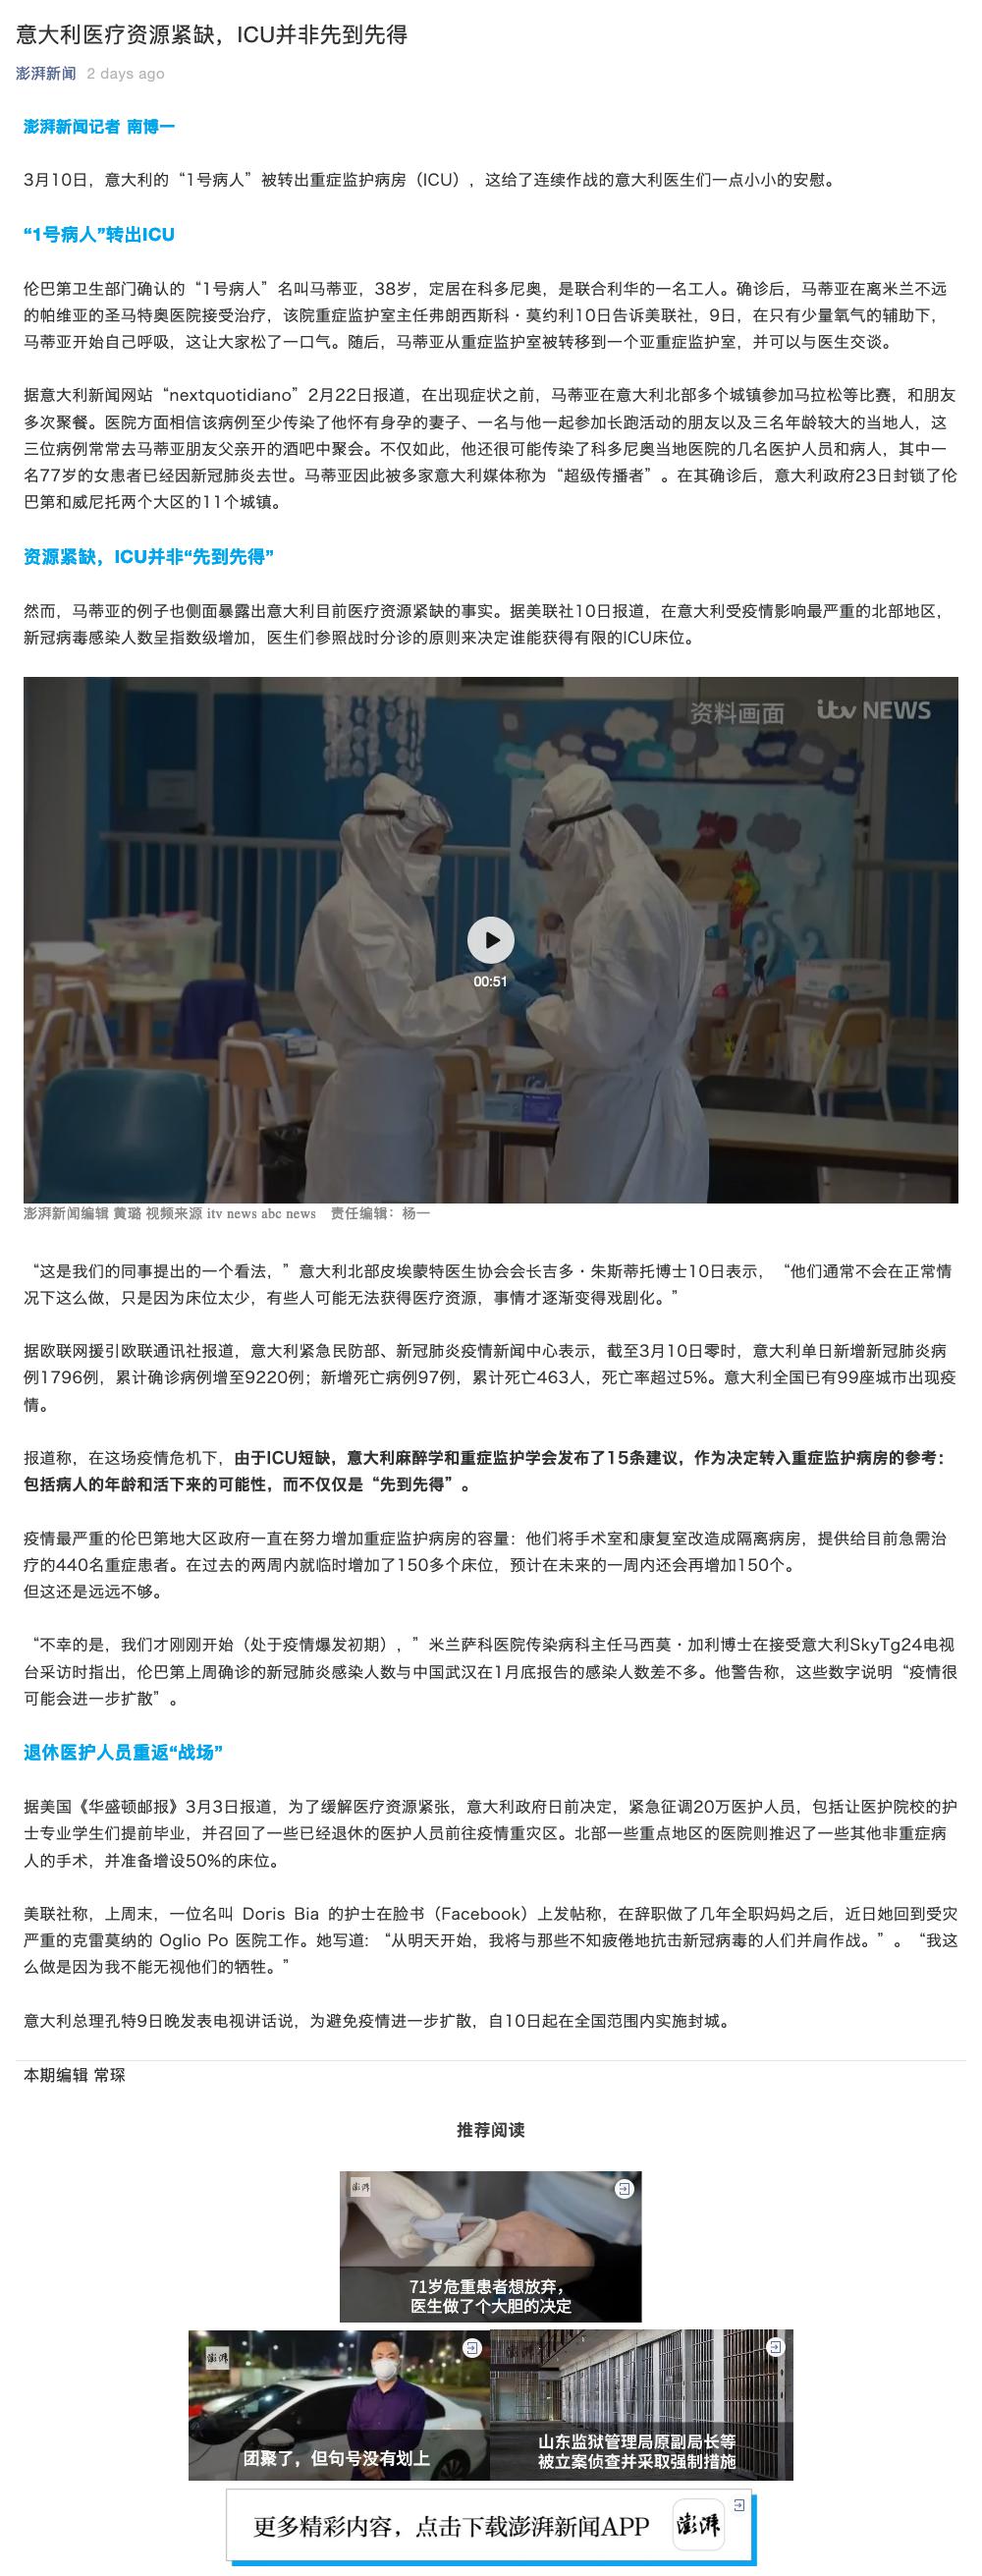 意大利医疗资源紧缺，ICU并非先到先得
澎湃新闻 2 days ago
澎湃新闻记者 南博一
3月10日，意大利的“1号病人”被转出重症监护病房（ICU），这给了连续作战的意大利医生们一点小小的安慰。
“1号病人”转出ICU
伦巴第卫生部门确认的“1号病人”名叫马蒂亚，38岁，定居在科多尼奥，是联合利华的一名工人。确诊后，马蒂亚在离米兰不远
的帕维亚的圣马特奥医院接受治疗，该院重症监护室主任弗朗西斯科·莫约利10日告诉美联社，9日，在只有少量氧气的辅助下，
马蒂亚开始自己呼吸，这让大家松了一口气。随后，马蒂亚从重症监护室被转移到一个亚重症监护室，并可以与医生交谈。
据意大利新闻网站“nextquotidiano”2月22日报道，在出现症状之前，马蒂亚在意大利北部多个城镇参加马拉松等比赛，和朋友
多次聚餐。医院方面相信该病例至少传染了他怀有身孕的妻子、一名与他一起参加长跑活动的朋友以及三名年龄较大的当地人，这
三位病例常常去马蒂亚朋友父亲开的酒吧中聚会。不仅如此，他还很可能传染了科多尼奥当地医院的几名医护人员和病人，其中一
名77岁的女患者已经因新冠肺炎去世。马蒂亚因此被多家意大利媒体称为“超级传播者”。在其确诊后，意大利政府23日封锁了伦
巴第和威尼托两个大区的11个城镇。
资源紧缺，ICU并非“先到先得”
然而，马蒂亚的例子也侧面暴露出意大利目前医疗资源紧缺的事实。据美联社10日报道，在意大利受疫情影响最严重的北部地区，
新冠病毒感染人数呈指数级增加，医生们参照战时分诊的原则来决定谁能获得有限的ICU床位。
资料画面 itv NEWS
00:51
澎湃新闻编辑 黄璐 视频来源 itv news abc news 责任编辑：杨一
“这是我们的同事提出的一个看法，”意大利北部皮埃蒙特医生协会会长吉多·朱斯蒂托博士10日表示，“他们通常不会在正常情
况下这么做，只是因为床位太少，有些人可能无法获得医疗资源，事情才逐渐变得戏剧化。”
据欧联网援引欧联通讯社报道，意大利紧急民防部、新冠肺炎疫情新闻中心表示，截至3月10日零时，意大利单日新增新冠肺炎病
例1796例，累计确诊病例增至9220例；新增死亡病例97例，累计死亡463人，死亡率超过5%。意大利全国已有99座城市出现疫
情。
报道称，在这场疫情危机下，由于ICU短缺，意大利麻醉学和重症监护学会发布了15条建议，作为决定转入重症监护病房的参考：
包括病人的年龄和活下来的可能性，而不仅仅是“先到先得”。
疫情最严重的伦巴第地大区政府一直在努力增加重症监护病房的容量：他们将手术室和康复室改造成隔离病房，提供给目前急需治
疗的440名重症患者。在过去的两周内就临时增加了150多个床位，预计在未来的一周内还会再增加150个。
但这还是远远不够。
“不幸的是，我们才刚刚开始（处于疫情爆发初期），”米兰萨科医院传染病科主任马西莫·加利博士在接受意大利SkyTg24电视
台采访时指出，伦巴第上周确诊的新冠肺炎感染人数与中国武汉在1月底报告的感染人数差不多。他警告称，这些数字说明“疫情很
可能会进一步扩散”。
退休医护人员重返“战场”
据美国《华盛顿邮报》3月3日报道，为了缓解医疗资源紧张，意大利政府日前决定，紧急征调20万医护人员，包括让医护院校的护
士专业学生们提前毕业，并召回了一些已经退休的医护人员前往疫情重灾区。北部一些重点地区的医院则推迟了一些其他非重症病
人的手术，并准备增设50%的床位。
美联社称，上周末，一位名叫 Doris Bia 的护士在脸书（Facebook）上发帖称，在辞职做了几年全职妈妈之后，近日她回到受灾
严重的克雷莫纳的 Oglio Po 医院工作。她写道：“从明天开始，我将与那些不知疲倦地抗击新冠病毒的人们并肩作战。”。“我这
么做是因为我不能无视他们的牺牲。”
意大利总理孔特9日晚发表电视讲话说，为避免疫情进一步扩散，自10日起在全国范围内实施封城。
本期编辑 常琛
推荐阅读
澎湃
71岁危重患者想放弃，
医生做了个大胆的决定
澎湃
团聚了，但句号没有划上
澎湃
山东监狱管理局原副局长等
被立案侦查并采取强制措施
更多精彩内容，点击下载澎湃新闻APP 澎湃